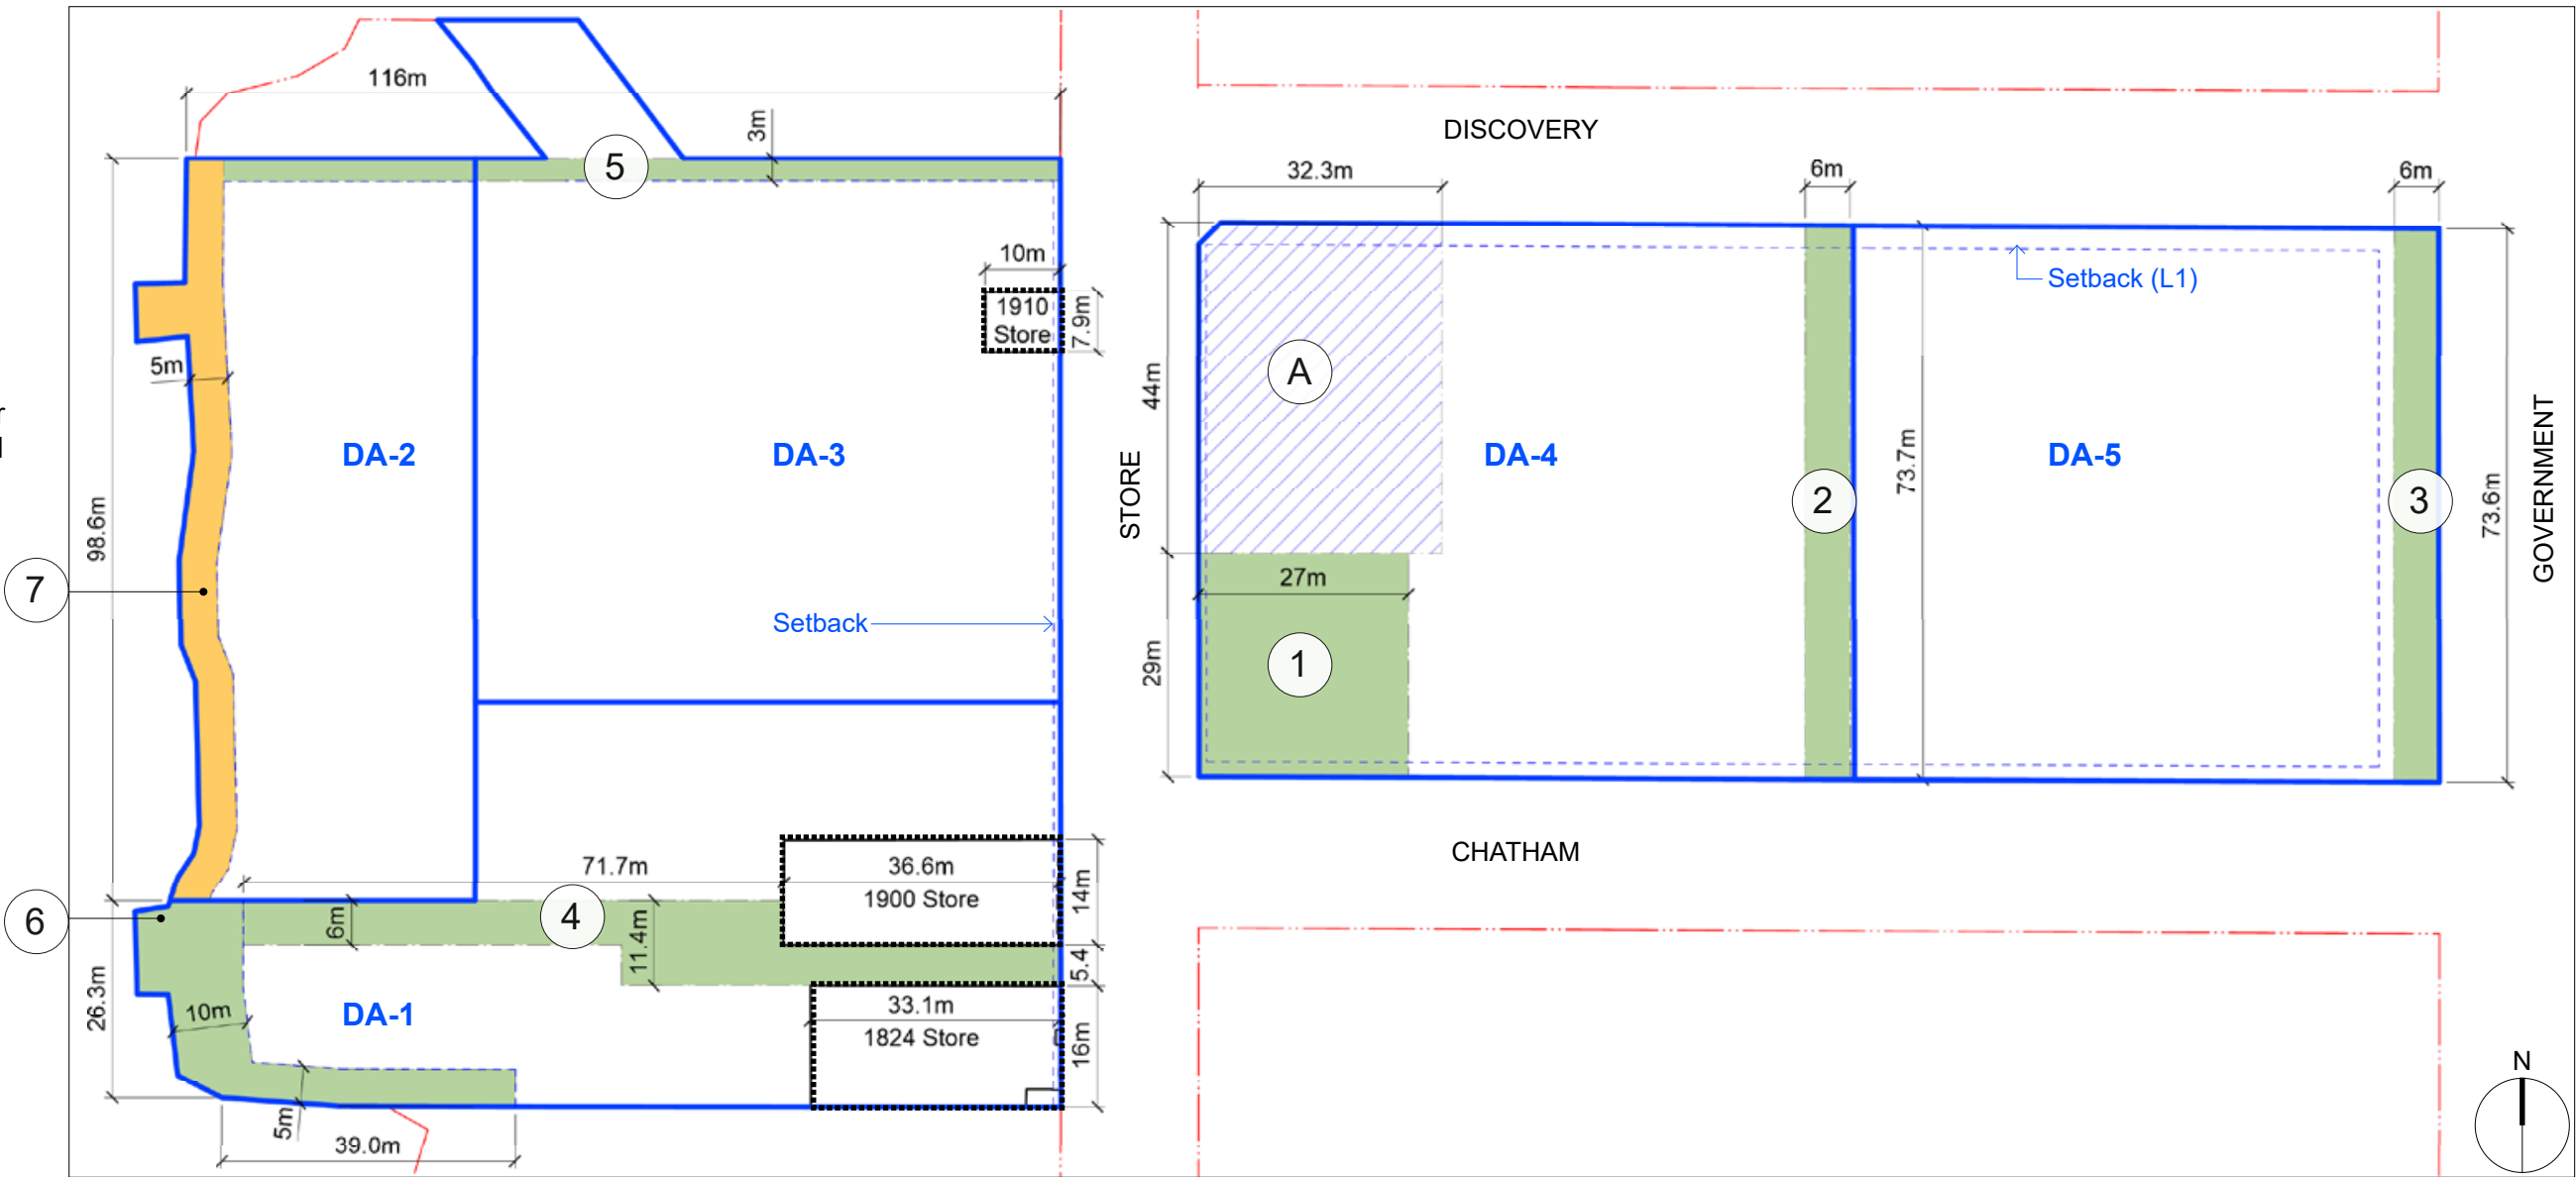 116m
3m
DISCOVERY
5
32.3m
6m
6m
10m
Setback (L1)
1910
Store
7.9m
5m
A
44m
DA-2
DA-3
STORE
DA-4
73.7m
DA-5
GOVERNMENT
2
3
73.6m
98.6m
7
27m
Setback
1
29m
CHATHAM
71.7m
36.6m
1900 Store
14m
6
4
6m
11.4m
5.4
26.3m
10m
DA-1
33.1m
1824 Store
16m
5m
39.0m
N